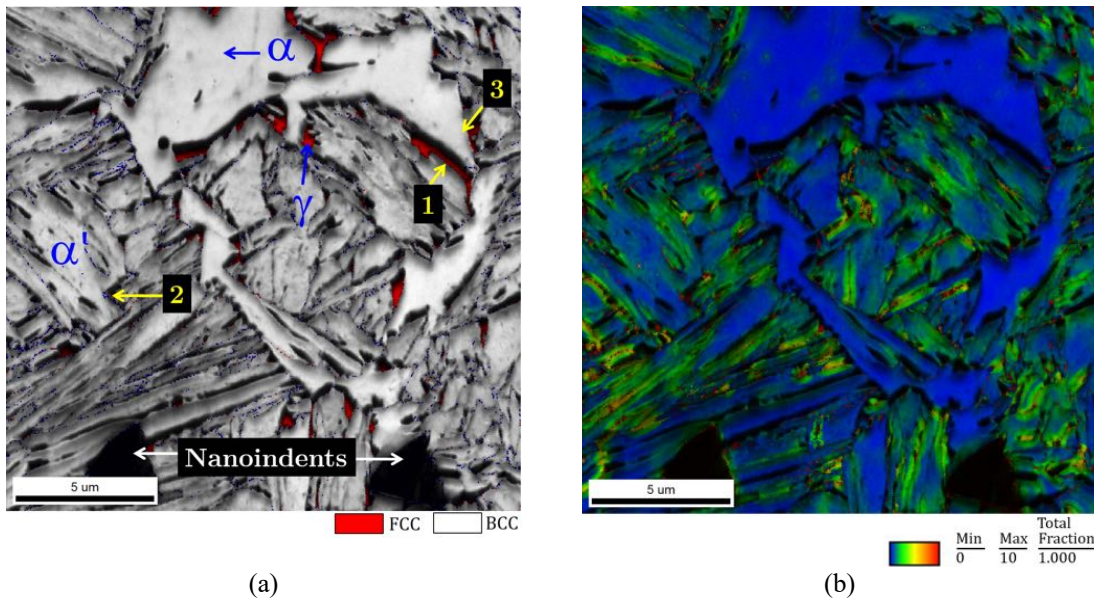 α
3
1
γ
α'
2
Nanoindents
5 um
FCC
BCC
(a)
5 um
Min Max Total Fraction
0 10 1.000
(b)